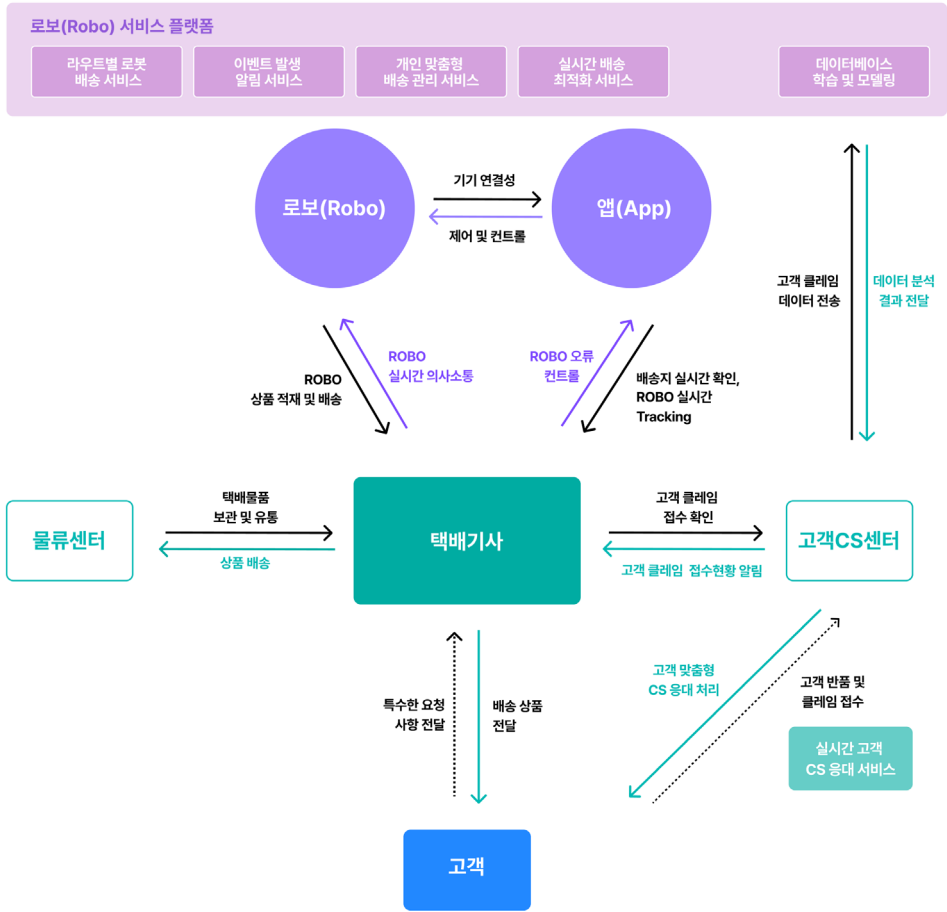 로보(Robo) 서비스 플랫폼
라우트별 로봇
배송 서비스
이벤트 발생
알림 서비스
개인 맞춤형
배송 관리 서비스
실시간 배송
최적화 서비스
데이터베이스
학습 및 모델링
로보(Robo)
기기 연결성
제어 및 컨트롤
앱(App)
고객 클레임
데이터 전송
데이터 분석
결과 전달
ROBO
상품 적재 및 배송
ROBO
실시간 의사소통
ROBO 오류
컨트롤
배송지 실시간 확인,
ROBO 실시간
Tracking
물류센터
택배물품
보관 및 유통
상품 배송
택배기사
고객 클레임
접수 확인
고객 클레임 접수현황 알림
고객CS센터
특수한 요청
사항 전달
배송 상품
전달
고객 맞춤형
CS 응대 처리
고객 반품 및
클레임 접수
실시간 고객
CS 응대 서비스
고객